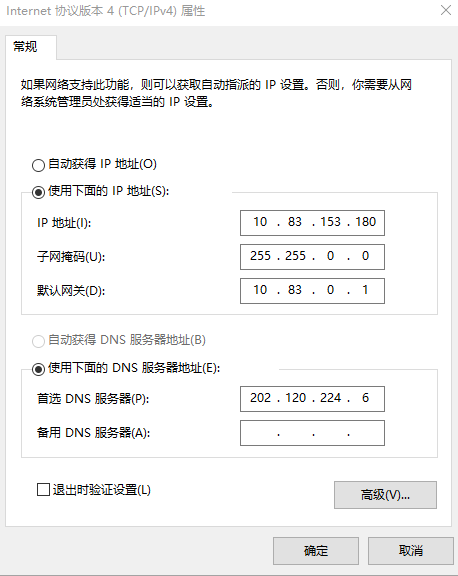 Internet 协议版本 4 (TCP/IPv4) 属性
常规
如果网络支持此功能，则可以获取自动指派的 IP 设置。否则，你需要从网
络系统管理员处获得适当的 IP 设置。
自动获得 IP 地址(O)
使用下面的 IP 地址(S):
IP 地址(I): 10 . 83 . 153 . 180
子网掩码(U): 255 . 255 . 0 . 0
默认网关(D): 10 . 83 . 0 . 1
自动获得 DNS 服务器地址(B)
使用下面的 DNS 服务器地址(E):
首选 DNS 服务器(P): 202 . 120 . 224 . 6
备用 DNS 服务器(A): . . .
退出时验证设置(L)
高级(V)...
确定 取消